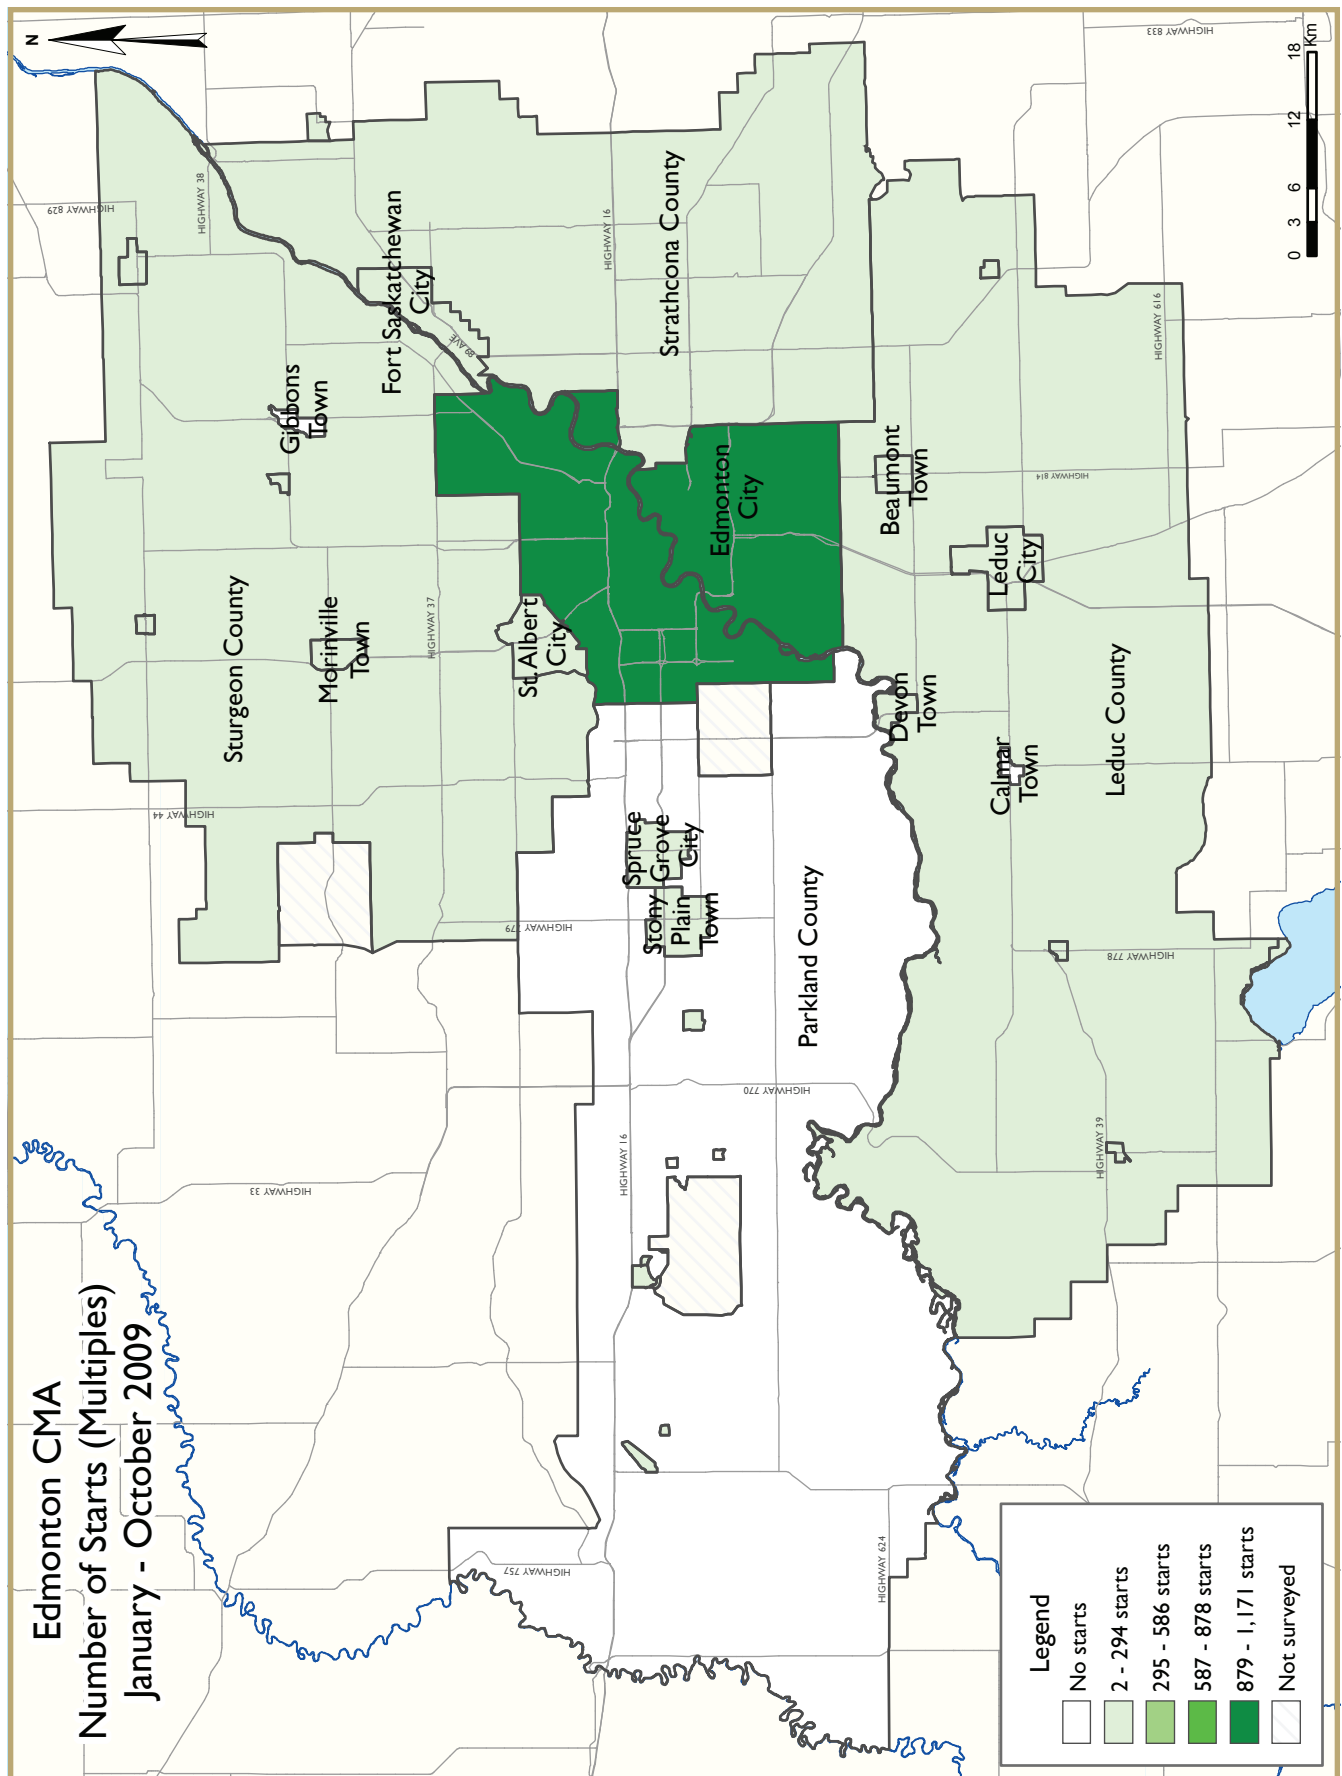 Edmonton CMA
Number of Starts (Multiples)
January - October 2009
N
HIGHWAY 829
HIGHWAY 38
HIGHWAY 833
HIGHWAY 44
HIGHWAY 37
HIGHWAY 779
HIGHWAY 33
HIGHWAY 757
HIGHWAY 16
HIGHWAY 16
89 AVE
HIGHWAY 770
HIGHWAY 624
HIGHWAY 616
HIGHWAY 814
HIGHWAY 778
HIGHWAY 39
Sturgeon County
Gibbons
Town
Morinville
Town
Fort Saskatchewan
City
St. Albert
City
Strathcona County
Edmonton
City
Spruce
Grove
City
Stony
Plain
Town
Parkland County
Beaumont
Town
Devon
Town
Leduc
City
Calmar
Town
Leduc County
Legend
No starts
2 - 294 starts
295 - 586 starts
587 - 878 starts
879 - 1,171 starts
Not surveyed
0 3 6 12 18
Km